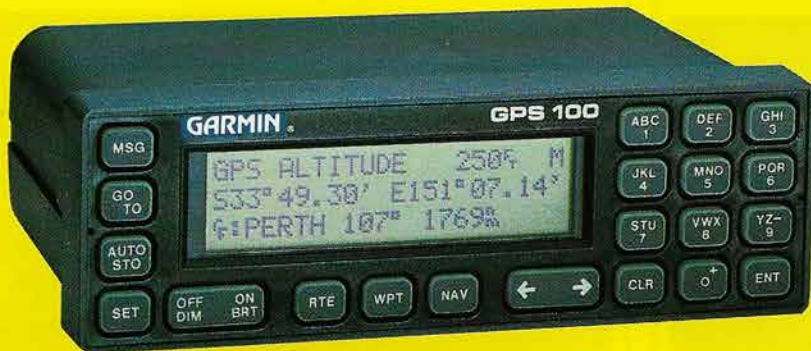 GARMIN®
GPS 100
MSG
GO TO
AUTO STO
SET
GPS ALTITUDE 250 M
S33°49.30' E151°07.14'
:PERTH 107° 1769
OFF DIM
ON BRT
RTE
WPT
NAV
← →
ABC 1
DEF 2
GHI 3
JKL 4
MNO 5
PQR 6
STU 7
VWX 8
YZ- 9
CLR
0+
ENT